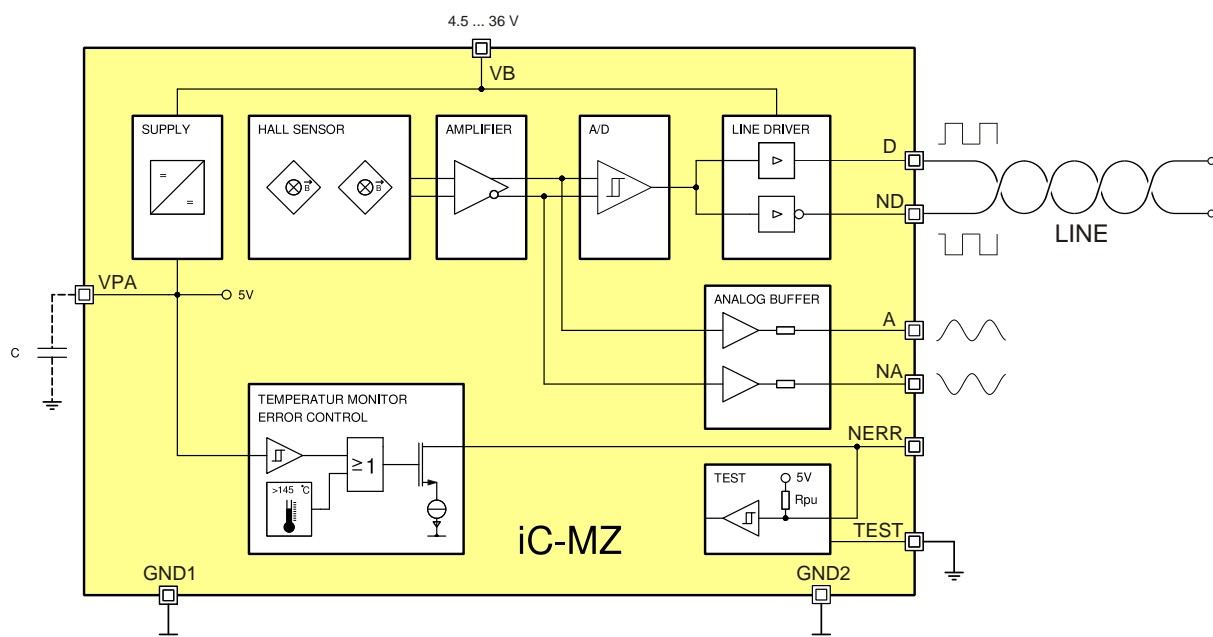 4.5 ... 36 V
VB
SUPPLY
=
=
HALL SENSOR
B
B
AMPLIFIER
A/D
LINE DRIVER
D
ND
LINE
VPA
5V
C
ANALOG BUFFER
A
NA
TEMPERATUR MONITOR
ERROR CONTROL
≥1
>145 °C
NERR
TEST
5V
Rpu
TEST
iC-MZ
GND1
GND2